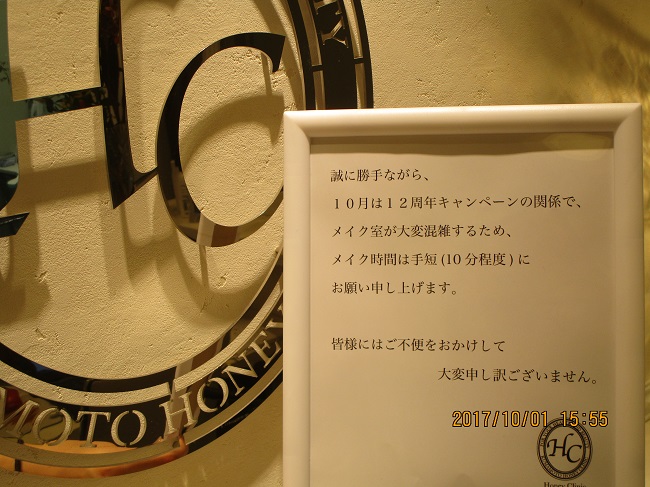 HC
MOTO HONEY
誠に勝手ながら、
１０月は１２周年キャンペーンの関係で、
メイク室が大変混雑するため、
メイク時間は手短(10分程度)に
お願い申し上げます。
皆様にはご不便をおかけして
大変申し訳ございません。
2017/10/01 15:55
HC
Honey Clinic